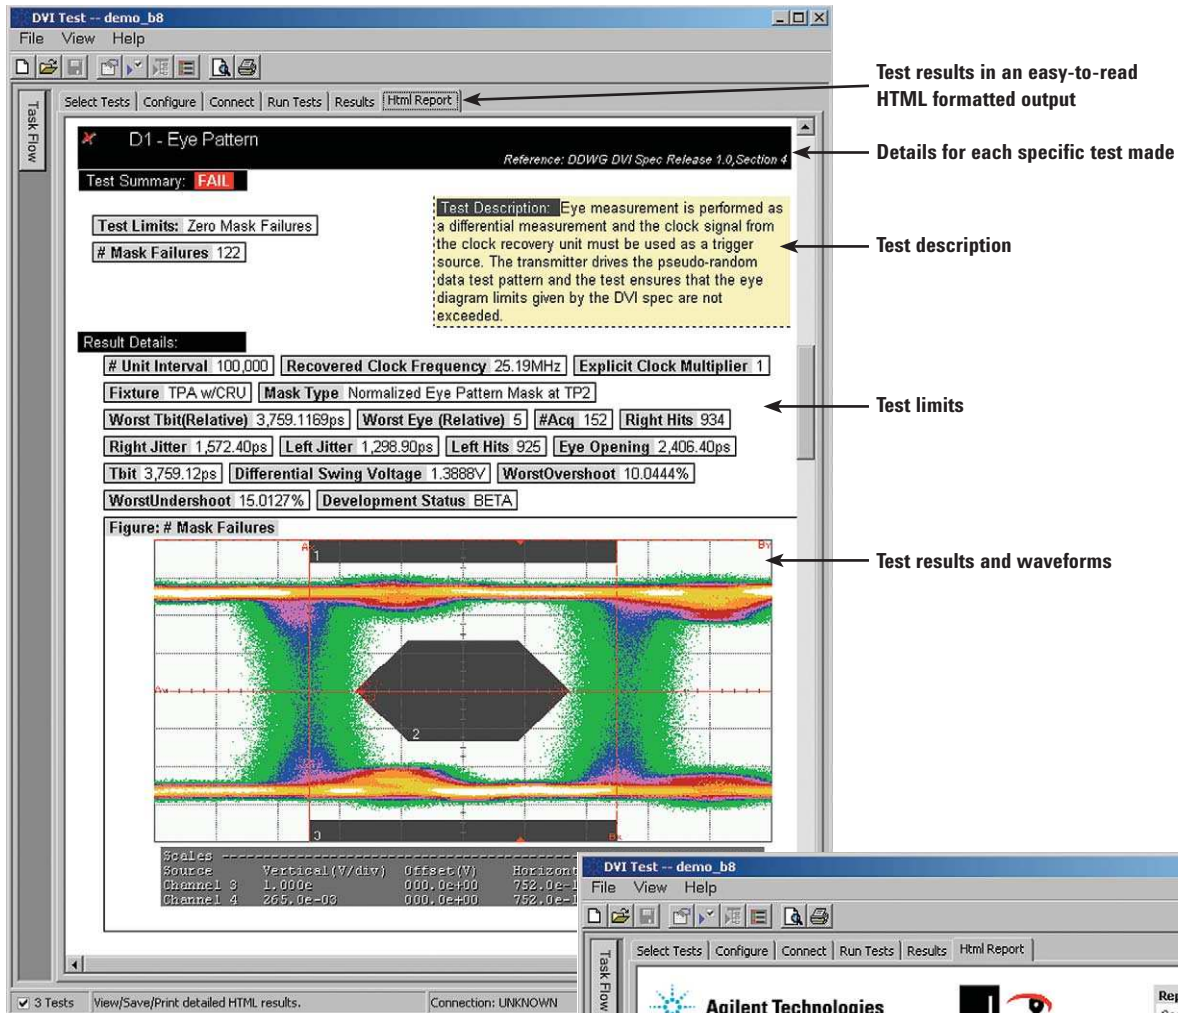 DVI Test -- demo_b8
File View Help
Task Flow
Select Tests Configure Connect Run Tests Results Html Report
Test results in an easy-to-read
HTML formatted output
D1 - Eye Pattern
Reference: DDWG DVI Spec Release 1.0,Section 4
Details for each specific test made
Test Summary: FAIL
Test Limits: Zero Mask Failures
# Mask Failures 122
Test Description: Eye measurement is performed as
a differential measurement and the clock signal from
the clock recovery unit must be used as a trigger
source. The transmitter drives the pseudo-random
data test pattern and the test ensures that the eye
diagram limits given by the DVI spec are not
exceeded.
Test description
Result Details:
# Unit Interval 100,000 Recovered Clock Frequency 25.19MHz Explicit Clock Multiplier 1
Fixture TPA w/CRU Mask Type Normalized Eye Pattern Mask at TP2
Worst Tbit(Relative) 3,759.1169ps Worst Eye (Relative) 5 #Acq 152 Right Hits 934
Test limits
Right Jitter 1,572.40ps Left Jitter 1,298.90ps Left Hits 925 Eye Opening 2,406.40ps
Tbit 3,759.12ps Differential Swing Voltage 1.3888V WorstOvershoot 10.0444%
WorstUndershoot 15.0127% Development Status BETA
Figure: # Mask Failures
Ax
1
By
Test results and waveforms
Ay
2
3
Bx
Scales
Source Vertical(V/div) Offset(V) Horizont
Channel 3 1.000e 000.0e+00 752.0e-1
Channel 4 265.0e-03 000.0e+00 752.0e-1
3 Tests View/Save/Print detailed HTML results. Connection: UNKNOWN
DVI Test -- demo_b8
File View Help
Task Flow
Select Tests Configure Connect Run Tests Results Html Report
Agilent Technologies
Rep